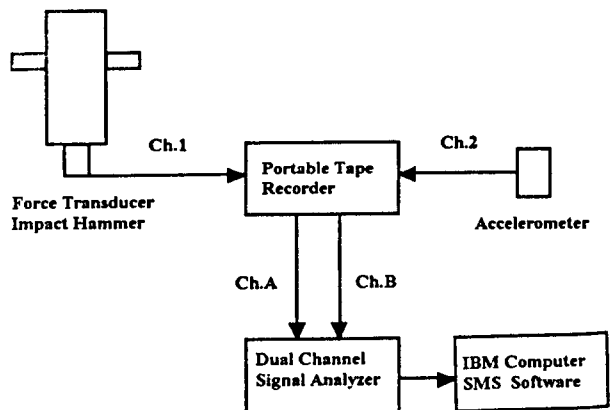 Ch.1
Ch.2
Portable Tape
Recorder
Force Transducer
Impact Hammer
Accelerometer
Ch.A
Ch.B
Dual Channel
Signal Analyzer
IBM Computer
SMS Software